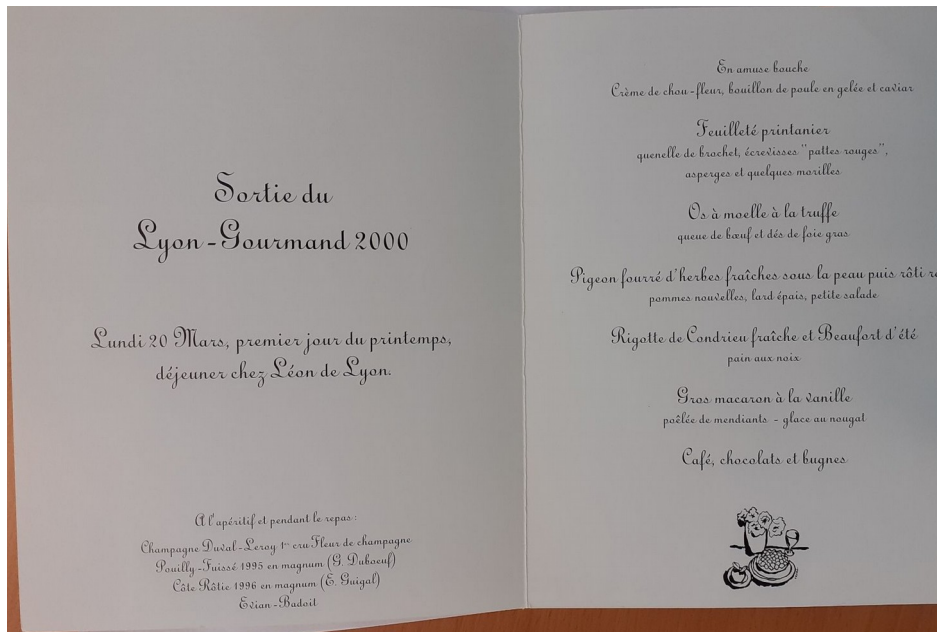 Sortie du
Lyon-Gourmand 2000
Lundi 20 Mars, premier jour du printemps,
déjeuner chez Léon de Lyon.
A l'apéritif et pendant le repas :
Champagne Duval-Leroy 1er cru Fleur de champagne
Pouilly-Fuissé 1995 en magnum (G. Duboeuf)
Côte Rôtie 1996 en magnum (E. Guigal)
Evian-Badoit
En amuse bouche
Crème de chou-fleur, bouillon de poule en gelée et caviar
Feuilleté printanier
quenelle de brochet, écrevisses "pattes rouges",
asperges et quelques morilles
Os à moelle à la truffe
queue de bœuf et dés de foie gras
Pigeon fourré d'herbes fraîches sous la peau puis rôti
pommes nouvelles, lard épais, petite salade
Rigotte de Condrieu fraîche et Beaufort d'été
pain aux noix
Gros macaron à la vanille
poêlée de mendiants - glace au nougat
Café, chocolats et bugnes